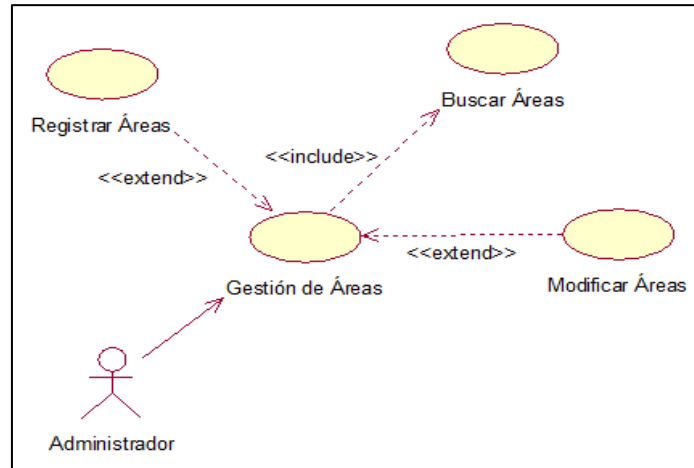 Buscar Áreas
Registrar Áreas
<<include>>
<<extend>>
<<extend>>
Gestión de Áreas
Modificar Áreas
Administrador